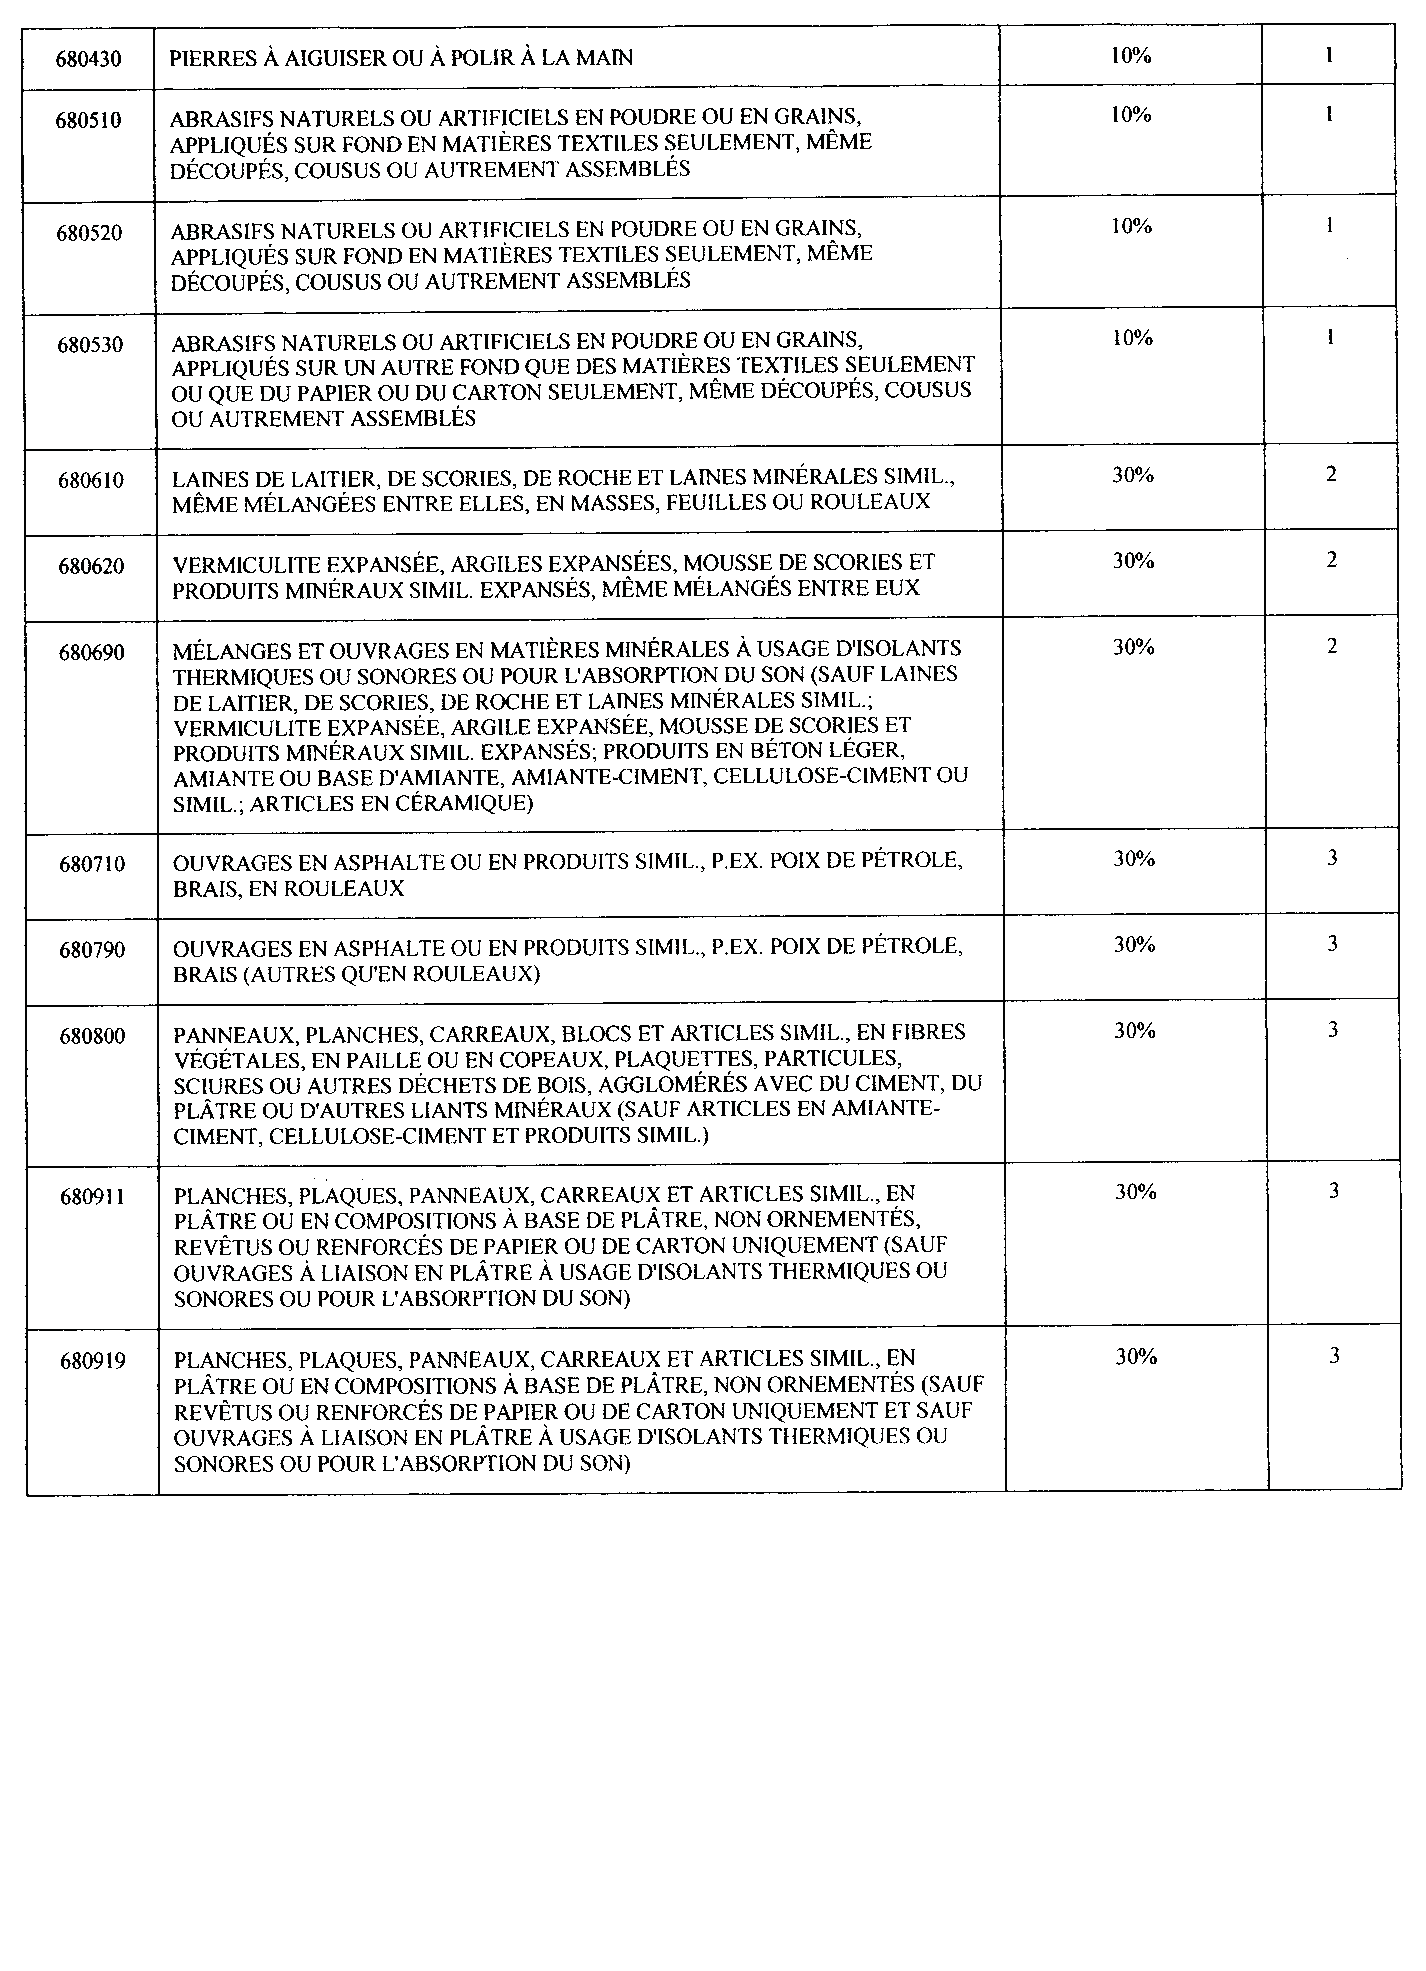 680430 PIERRES À AIGUISER OU À POLIR À LA MAIN 10% 1
680510 ABRASIFS NATURELS OU ARTIFICIELS EN POUDRE OU EN GRAINS, 10% 1
APPLIQUÉS SUR FOND EN MATIÈRES TEXTILES SEULEMENT, MÊME
DÉCOUPÉS, COUSUS OU AUTREMENT ASSEMBLÉS
680520 ABRASIFS NATURELS OU ARTIFICIELS EN POUDRE OU EN GRAINS, 10% 1
APPLIQUÉS SUR FOND EN MATIÈRES TEXTILES SEULEMENT, MÊME
DÉCOUPÉS, COUSUS OU AUTREMENT ASSEMBLÉS
680530 ABRASIFS NATURELS OU ARTIFICIELS EN POUDRE OU EN GRAINS, 10% 1
APPLIQUÉS SUR UN AUTRE FOND QUE DES MATIÈRES TEXTILES SEULEMENT
OU QUE DU PAPIER OU DU CARTON SEULEMENT, MÊME DÉCOUPÉS, COUSUS
OU AUTREMENT ASSEMBLÉS
680610 LAINES DE LAITIER, DE SCORIES, DE ROCHE ET LAINES MINÉRALES SIMIL., 30% 2
MÊME MÉLANGÉES ENTRE ELLES, EN MASSES, FEUILLES OU ROULEAUX
680620 VERMICULITE EXPANSÉE, ARGILES EXPANSÉES, MOUSSE DE SCORIES ET 30% 2
PRODUITS MINÉRAUX SIMIL. EXPANSÉS, MÊME MÉLANGÉS ENTRE EUX
680690 MÉLANGES ET OUVRAGES EN MATIÈRES MINÉRALES À USAGE D'ISOLANTS 30% 2
THERMIQUES OU SONORES OU POUR L'ABSORPTION DU SON (SAUF LAINES
DE LAITIER, DE SCORIES, DE ROCHE ET LAINES MINÉRALES SIMIL.;
VERMICULITE EXPANSÉE, ARGILE EXPANSÉE, MOUSSE DE SCORIES ET
PRODUITS MINÉRAUX SIMIL. EXPANSÉS; PRODUITS EN BÉTON LÉGER,
AMIANTE OU BASE D'AMIANTE, AMIANTE-CIMENT, CELLULOSE-CIMENT OU
SIMIL.; ARTICLES EN CÉRAMIQUE)
680710 OUVRAGES EN ASPHALTE OU EN PRODUITS SIMIL., P.EX. POIX DE PÉTROLE, 30% 3
BRAIS, EN ROULEAUX
680790 OUVRAGES EN ASPHALTE OU EN PRODUITS SIMIL., P.EX. POIX DE PÉTROLE, 30% 3
BRAIS (AUTRES QU'EN ROULEAUX)
680800 PANNEAUX, PLANCHES, CARREAUX, BLOCS ET ARTICLES SIMIL., EN FIBRES 30% 3
VÉGÉTALES, EN PAILLE OU EN COPEAUX, PLAQUETTES, PARTICULES,
SCIURES OU AUTRES DÉCHETS DE BOIS, AGGLOMÉRÉS AVEC DU CIMENT, DU
PLÂTRE OU D'AUTRES LIANTS MINÉRAUX (SAUF ARTICLES EN AMIANTE-
CIMENT, CELLULOSE-CIMENT ET PRODUITS SIMIL.)
680911 PLANCHES, PLAQUES, PANNEAUX, CARREAUX ET ARTICLES SIMIL., EN 30% 3
PLÂTRE OU EN COMPOSITIONS À BASE DE PLÂTRE, NON ORNEMENTÉS,
REVÊTUS OU RENFORCÉS DE PAPIER OU DE CARTON UNIQUEMENT (SAUF
OUVRAGES À LIAISON EN PLÂTRE À USAGE D'ISOLANTS THERMIQUES OU
SONORES OU POUR L'ABSORPTION DU SON)
680919 PLANCHES, PLAQUES, PANNEAUX, CARREAUX ET ARTICLES SIMIL., EN 30% 3
PLÂTRE OU EN COMPOSITIONS À BASE DE PLÂTRE, NON ORNEMENTÉS (SAUF
REVÊTUS OU RENFORCÉS DE PAPIER OU DE CARTON UNIQUEMENT ET SAUF
OUVRAGES À LIAISON EN PLÂTRE À USAGE D'ISOLANTS THERMIQUES OU
SONORES OU POUR L'ABSORPTION DU SON)